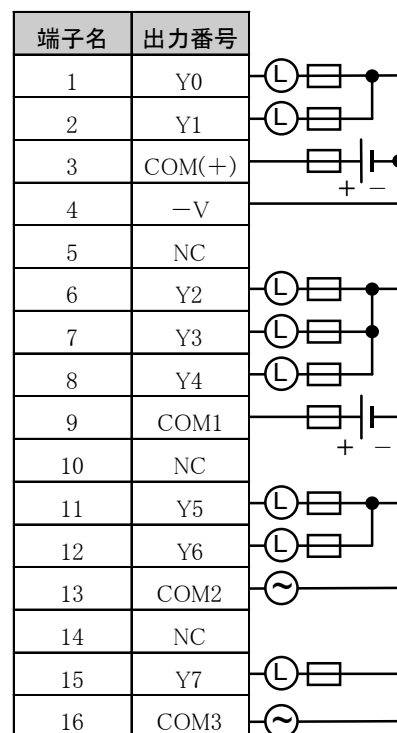 端子名 出力番号
1 Y0 L
2 Y1 L
3 COM(＋) ＋ －
4 －V
5 NC
6 Y2 L
7 Y3 L
8 Y4 L
9 COM1 ＋ －
10 NC
11 Y5 L
12 Y6 L
13 COM2 ~
14 NC
15 Y7 L
16 COM3 ~